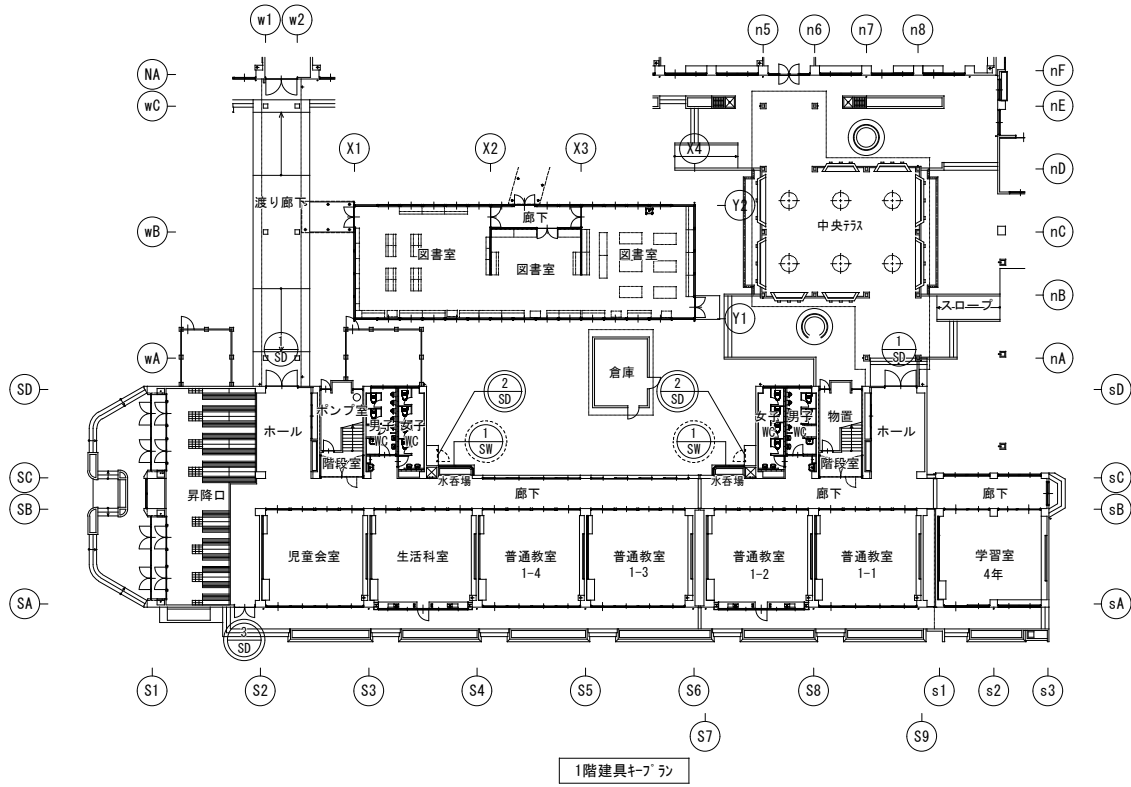 w1 w2
n5 n6 n7 n8
NA
nF
wC
nE
X1 X2 X3 X4
nD
渡り廊下
Y2
廊下
中央ﾃﾗｽ
wB
nC
図書室
図書室
図書室
nB
スロープ
Y1
1
SD
1
SD
wA
nA
倉庫
SD
sD
2
SD
2
SD
ポンプ室
男子
WC
女子
WC
女子
WC
男子
WC
物置
ホール
ホール
1
SW
1
SW
階段室
階段室
SC
sC
水呑場
水呑場
昇降口
廊下
廊下
廊下
SB
sB
児童会室
生活科室
普通教室
1-4
普通教室
1-3
普通教室
1-2
普通教室
1-1
学習室
4年
SA
sA
3
SD
S1 S2 S3 S4 S5 S6 S8 s1 s2 s3
S7 S9
1階建具ｷｰﾌﾟﾗﾝ